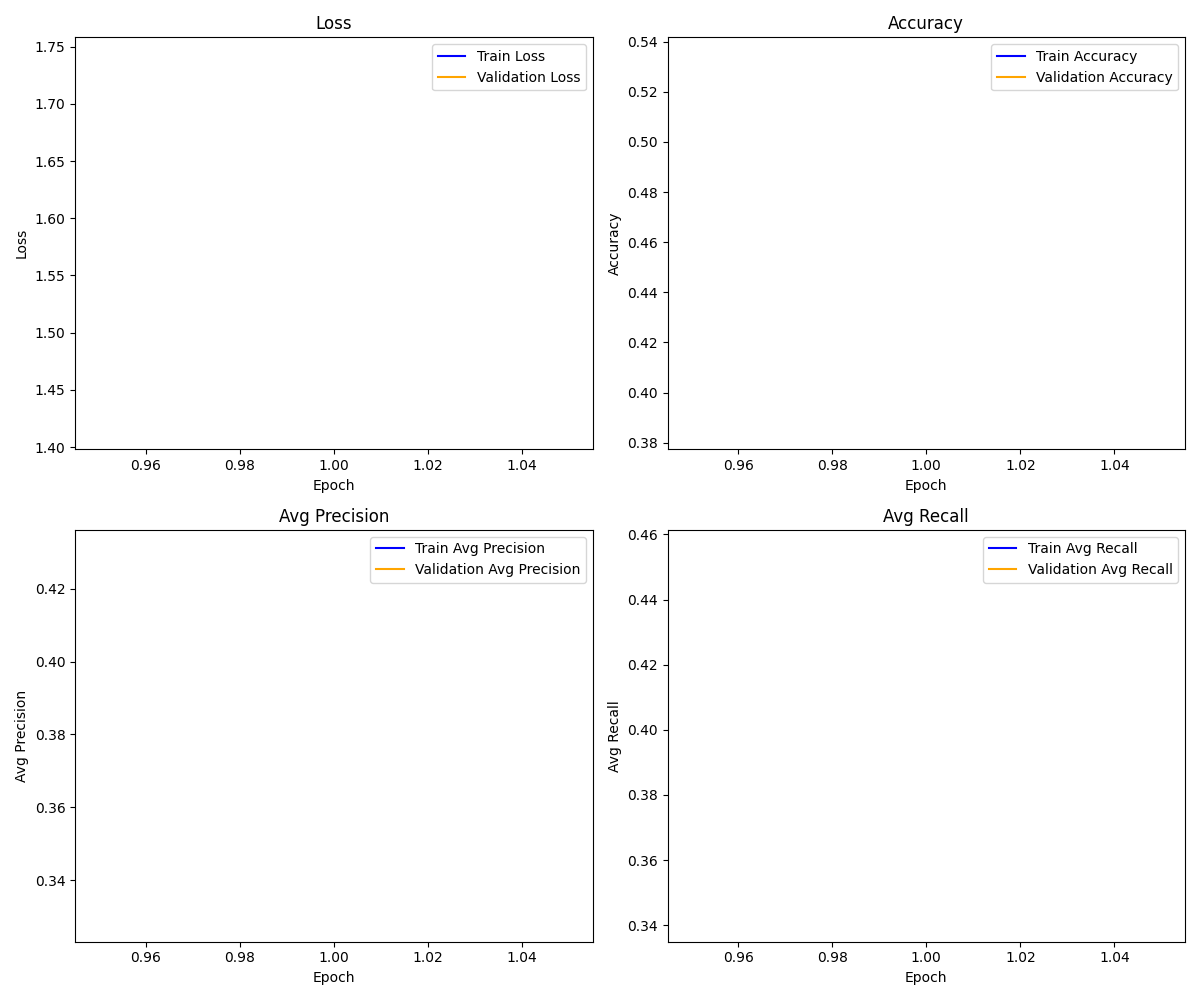 Loss
Train Loss
Validation Loss
1.75
1.70
1.65
1.60
1.55
1.50
1.45
1.40
Loss
0.96 0.98 1.00 1.02 1.04
Epoch
Accuracy
Train Accuracy
Validation Accuracy
0.54
0.52
0.50
0.48
0.46
0.44
0.42
0.40
0.38
Accuracy
0.96 0.98 1.00 1.02 1.04
Epoch
Avg Precision
Train Avg Precision
Validation Avg Precision
0.42
0.40
0.38
0.36
0.34
Avg Precision
0.96 0.98 1.00 1.02 1.04
Epoch
Avg Recall
Train Avg Recall
Validation Avg Recall
0.46
0.44
0.42
0.40
0.38
0.36
0.34
Avg Recall
0.96 0.98 1.00 1.02 1.04
Epoch